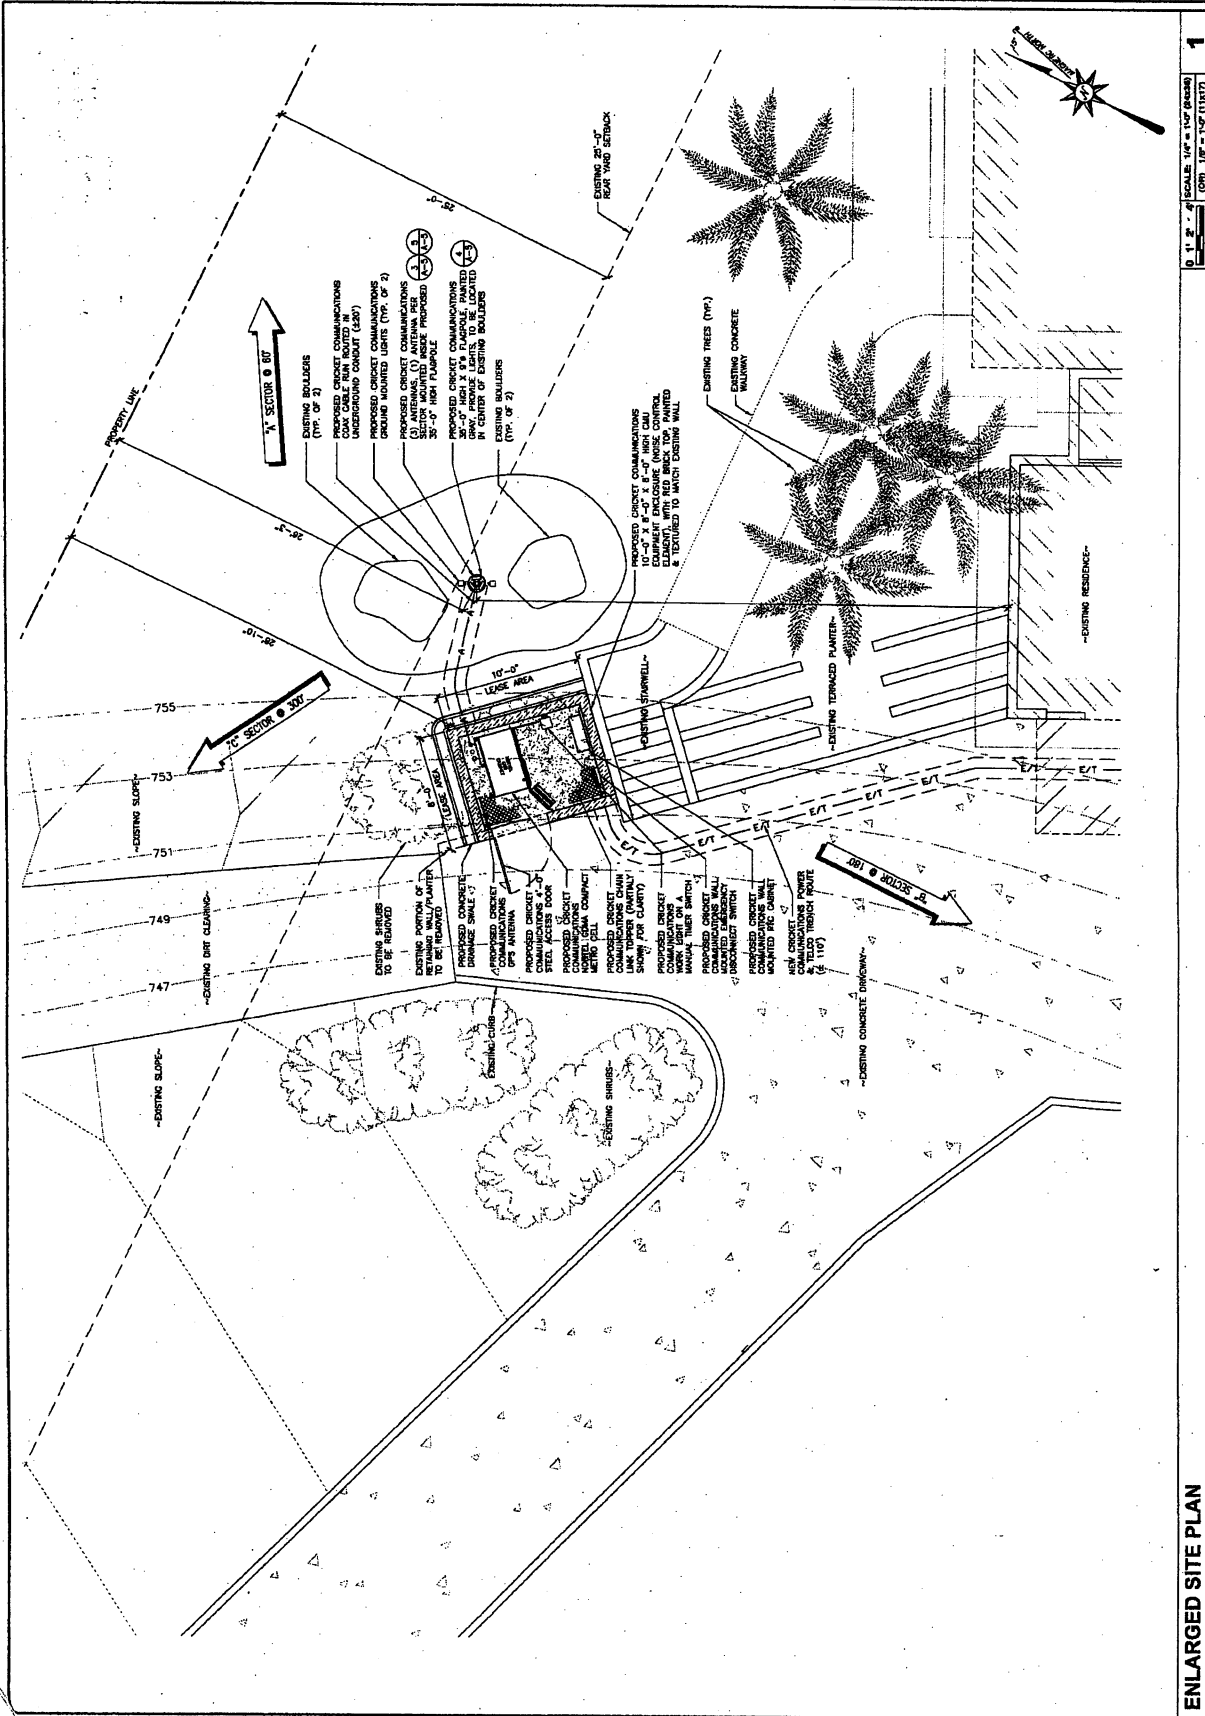 PROPERTY LINE
"A" SECTOR @ 60'
25'-0"
26'-3"
28'-10"
EXISTING 25'-0"
REAR YARD SETBACK
MAGNETIC NORTH
EXISTING BOULDERS
(TYP. OF 2)
PROPOSED CRICKET COMMUNICATIONS
COAX CABLE RUN ROUTED IN
UNDERGROUND CONDUIT (±20')
PROPOSED CRICKET COMMUNICATIONS
GROUND MOUNTED LIGHTS (TYP. OF 2)
PROPOSED CRICKET COMMUNICATIONS
(3) ANTENNAS, (1) ANTENNA PER
SECTOR MOUNTED INSIDE PROPOSED
35'-0" HIGH FLAGPOLE
3
A-5
5
A-5
PROPOSED CRICKET COMMUNICATIONS
35'-0" HIGH X 9"ø FLAGPOLE, PAINTED
GRAY, PROVIDE LIGHTS, TO BE LOCATED
IN CENTER OF EXISTING BOULDERS
4
A-5
EXISTING BOULDERS
(TYP. OF 2)
EXISTING TREES (TYP.)
EXISTING CONCRETE
WALKWAY
PROPOSED CRICKET COMMUNICATIONS
10'-0" X 8'-0" X 8'-0" HIGH CMU
EQUIPMENT ENCLOSURE (NOISE CONTROL
ELEMENT), WITH RED BRICK TOP, PAINTED
& TEXTURED TO MATCH EXISTING WALL
"C" SECTOR @ 300'
755
753
751
749
747
~EXISTING SLOPE~
~EXISTING DIRT CLEARING~
~EXISTING SLOPE~
A
10'-0"
LEASE AREA
8'-0"
LEASE AREA
~EXISTING STAIRWELL~
~EXISTING TERRACED PLANTER~
~EXISTING RESIDENCE~
EXISTING SHRUBS
TO BE REMOVED
EXISTING PORTION OF
RETAINING WALL/PLANTER
TO BE REMOVED
PROPOSED CONCRETE
DRAINAGE SWALE
PROPOSED CRICKET
COMMUNICATIONS
GPS ANTENNA
PROPOSED CRICKET
COMMUNICATIONS 4'-0"
STEEL ACCESS DOOR
PROPOSED CRICKET
COMMUNICATIONS
NORTEL CDMA COMPACT
METRO CELL
PROPOSED CRICKET
COMMUNICATIONS CHAIN
LINK TOPPER (PARTIALLY
SHOWN FOR CLARITY)
PROPOSED CRICKET
COMMUNICATIONS
WORK LIGHT ON A
MANUAL TIMER SWITCH
PROPOSED CRICKET
COMMUNICATIONS WALL
MOUNTED EMERGENCY
DISCONNECT SWITCH
PROPOSED CRICKET
COMMUNICATIONS WALL
MOUNTED PPC CABINET
NEW CRICKET
COMMUNICATIONS POWER
& TELCO TRENCH ROUTE
(± 110')
E/T
E/T
E/T
E/T
E/T
E/T
"B" SECTOR @ 180'
EXISTING CURB
~EXISTING SHRUBS~
~EXISTING CONCRETE DRIVEWAY~
ENLARGED SITE PLAN
0 1' 2' 4'
SCALE: 1/4" = 1'-0" (24x36)
(OR) 1/8" = 1'-0" (11x17)
1